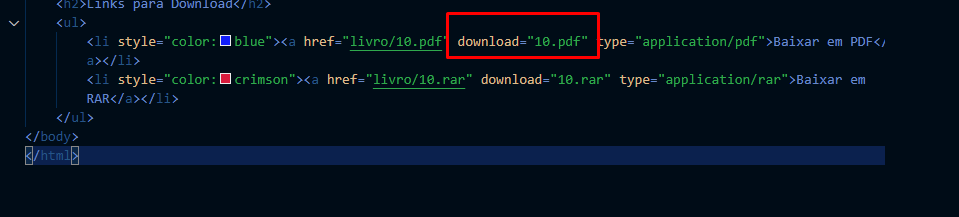 <h2>Links para Download</h2>
<ul>
<li style="color:blue"><a href="livro/10.pdf" download="10.pdf" type="application/pdf">Baixar em PDF</
a></li>
<li style="color:crimson"><a href="livro/10.rar" download="10.rar" type="application/rar">Baixar em
RAR</a></li>
</ul>
</body>
</html>